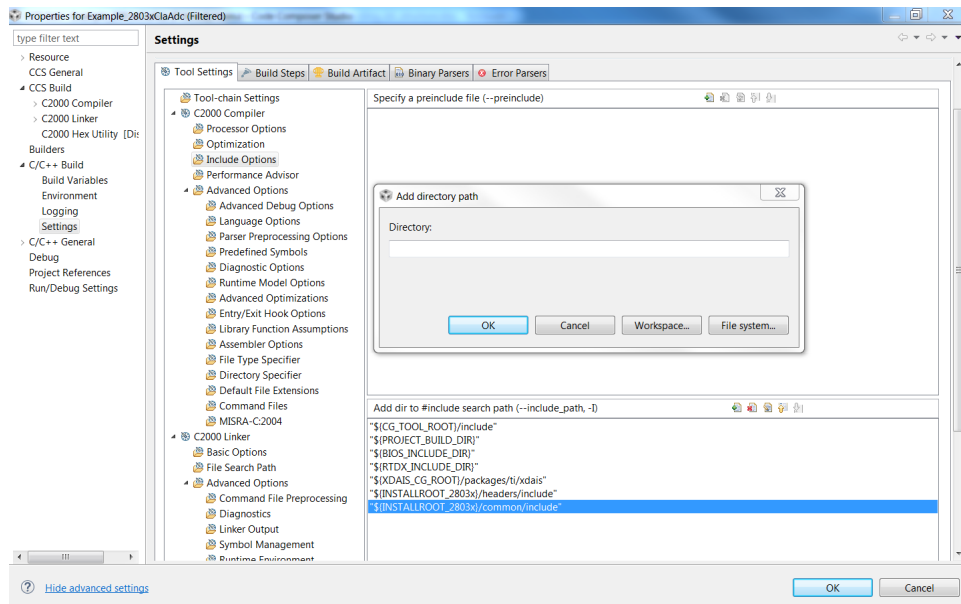 Properties for Example_2803xClaAdc (Filtered)
type filter text
Resource
CCS General
CCS Build
C2000 Compiler
C2000 Linker
C2000 Hex Utility [Dis
Builders
C/C++ Build
Build Variables
Environment
Logging
Settings
C/C++ General
Debug
Project References
Run/Debug Settings
Settings
Tool Settings
Build Steps
Build Artifact
Binary Parsers
Error Parsers
Tool-chain Settings
C2000 Compiler
Processor Options
Optimization
Include Options
Performance Advisor
Advanced Options
Advanced Debug Options
Language Options
Parser Preprocessing Options
Predefined Symbols
Diagnostic Options
Runtime Model Options
Advanced Optimizations
Entry/Exit Hook Options
Library Function Assumptions
Assembler Options
File Type Specifier
Directory Specifier
Default File Extensions
Command Files
MISRA-C:2004
C2000 Linker
Basic Options
File Search Path
Advanced Options
Command File Preprocessing
Diagnostics
Linker Output
Symbol Management
Runtime Environment
Specify a preinclude file (--preinclude)
Add directory path
Directory:
OK
Cancel
Workspace...
File system...
Add dir to #include search path (--include_path, -I)
"${CG_TOOL_ROOT}/include"
"${PROJECT_BUILD_DIR}"
"${BIOS_INCLUDE_DIR}"
"${RTDX_INCLUDE_DIR}"
"${XDAIS_CG_ROOT}/packages/ti/xdais"
"${INSTALLROOT_2803x}/headers/include"
"${INSTALLROOT_2803x}/common/include"
Hide advanced settings
OK
Cancel